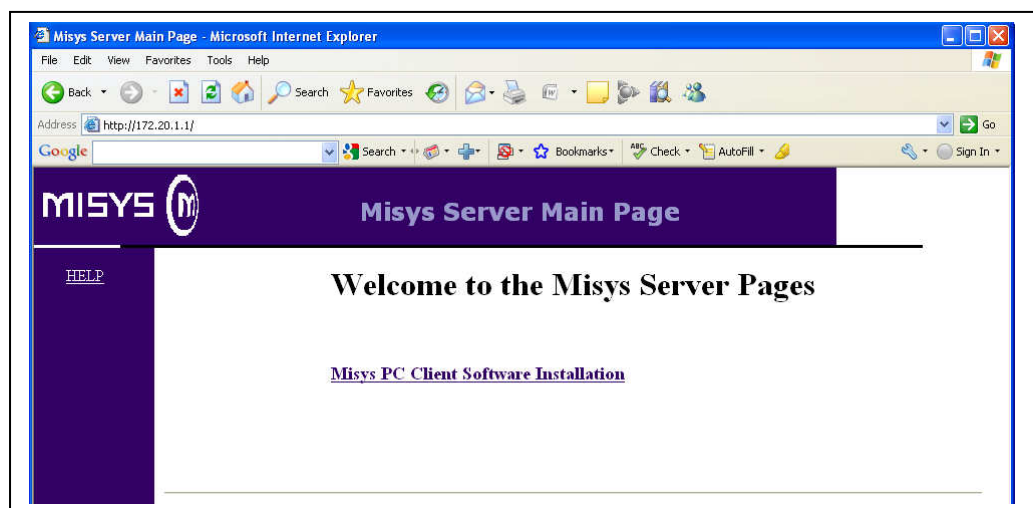 Misys Server Main Page - Microsoft Internet Explorer
File Edit View Favorites Tools Help
Back Search Favorites
Address http://172.20.1.1/ Go
Google Search Bookmarks ABC Check AutoFill Sign In
MISYS m Misys Server Main Page
HELP
Welcome to the Misys Server Pages
Misys PC Client Software Installation